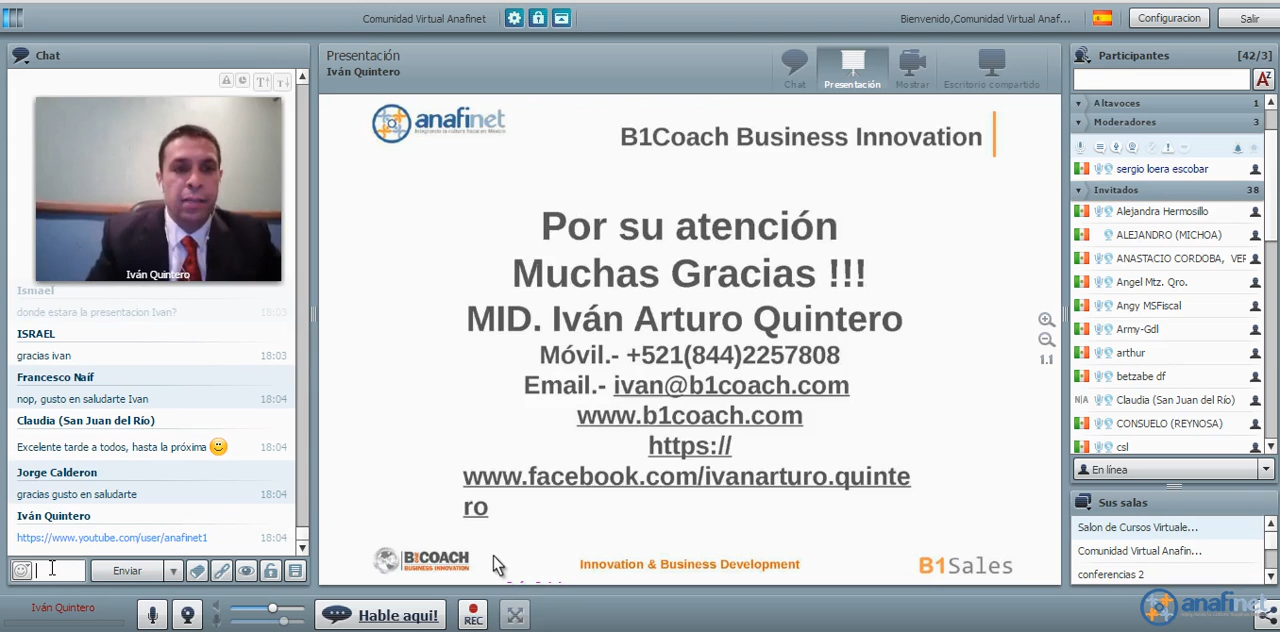 Comunidad Virtual Anafinet
Bienvenido,Comunidad Virtual Anaf...
Configuracion
Salir
Chat
Iván Quintero
Ismael
donde estara la presentacion Ivan?
18:03
ISRAEL
gracias ivan
18:03
Francesco Naíf
nop, gusto en saludarte Ivan
18:04
Claudia (San Juan del Río)
Excelente tarde a todos, hasta la próxima
18:04
Jorge Calderon
gracias gusto en saludarte
18:04
Iván Quintero
https://www.youtube.com/user/anafinet1
18:04
Enviar
Presentación
Iván Quintero
Chat
Presentación
Mostrar
Escritorio compartido
anafinet
Integrando la cultura fiscal en México
B1Coach Business Innovation
Por su atención
Muchas Gracias !!!
MID. Iván Arturo Quintero
Móvil.- +521(844)2257808
Email.- ivan@b1coach.com
www.b1coach.com
https://
www.facebook.com/ivanarturo.quinte
ro
B1COACH
BUSINESS INNOVATION
Innovation & Business Development
B1Sales
1.1
Participantes
[42/3]
Altavoces
1
Moderadores
3
sergio loera escobar
Invitados
38
Alejandra Hermosillo
ALEJANDRO (MICHOA)
ANASTACIO CORDOBA, VER
Angel Mtz. Qro.
Angy MSFiscal
Army-Gdl
arthur
betzabe df
N/A
Claudia (San Juan del Río)
CONSUELO (REYNOSA)
csl
En línea
Sus salas
Salon de Cursos Virtuale...
Comunidad Virtual Anafin...
conferencias 2
Iván Quintero
Hable aqui!
REC
anafinet